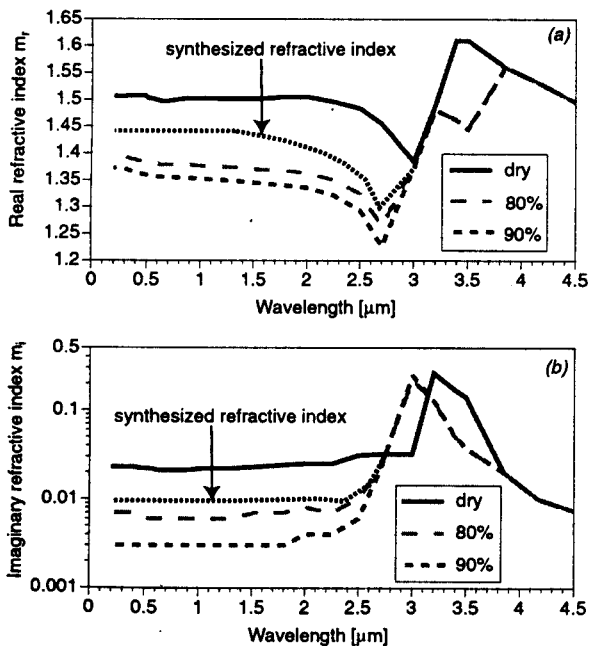 (a)
Real refractive index mr
1.65
1.6
1.55
1.5
1.45
1.4
1.35
1.3
1.25
1.2
synthesized refractive index
dry
80%
90%
0 0.5 1 1.5 2 2.5 3 3.5 4 4.5
Wavelength [μm]
(b)
Imaginary refractive index mi
0.5
0.1
0.01
0.001
synthesized refractive index
dry
80%
90%
0 0.5 1 1.5 2 2.5 3 3.5 4 4.5
Wavelength [μm]